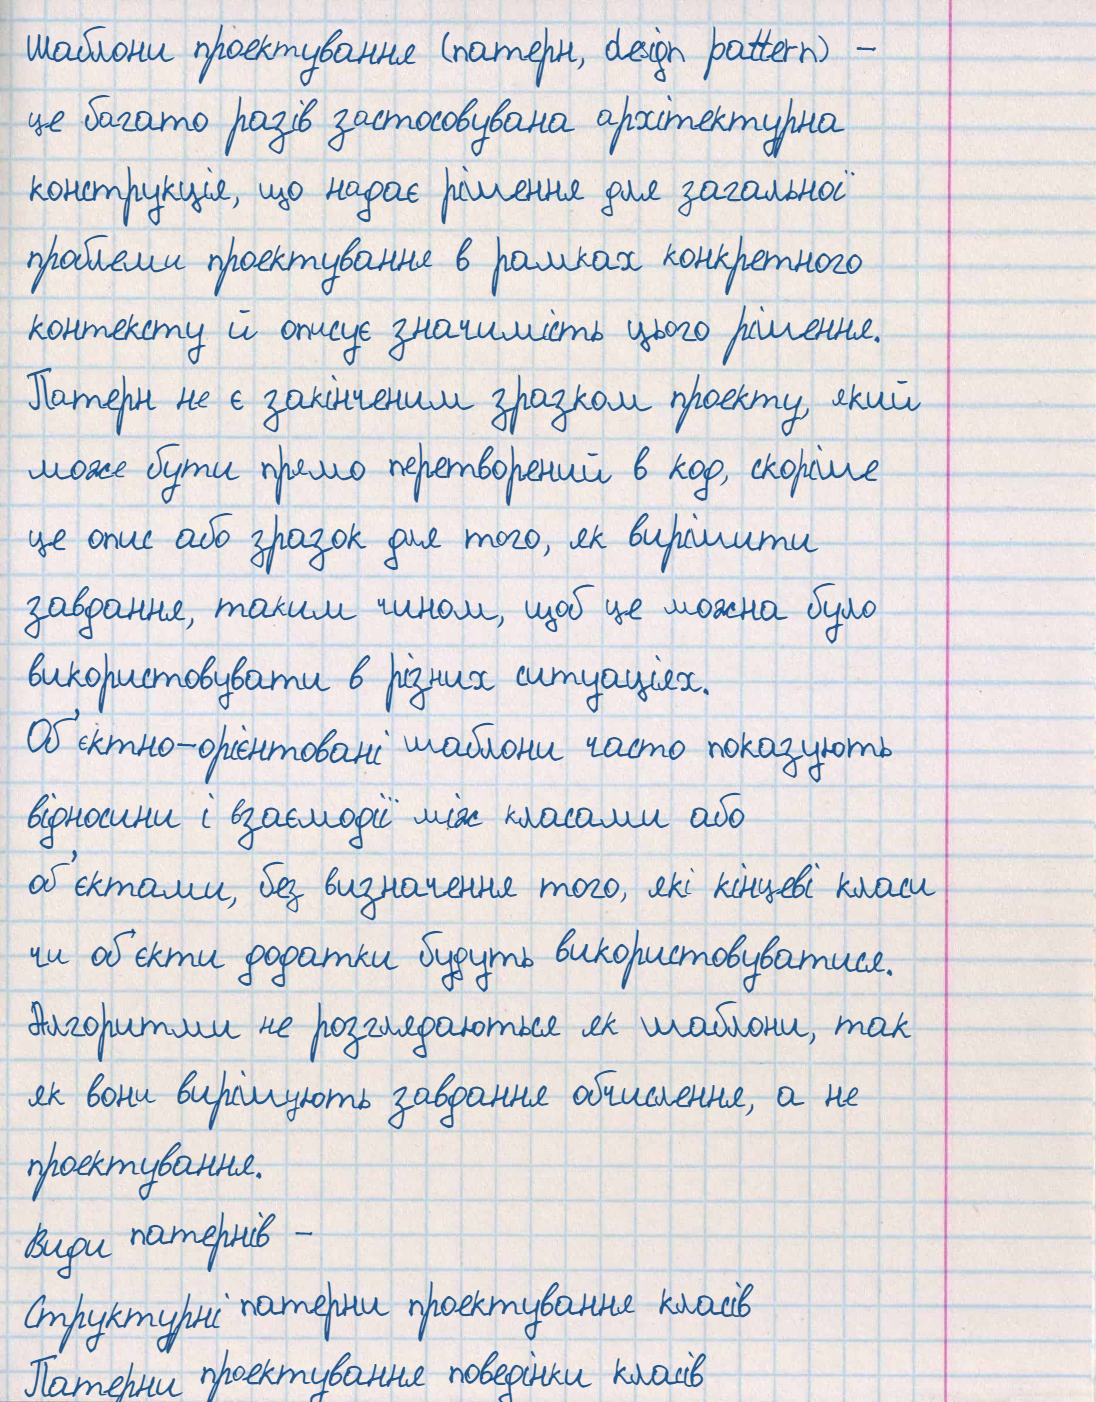 Шаблони проектування (патерн, design pattern) –
це багато разів застосовувана архітектурна
конструкція, що надає рішення для загальної
проблеми проектування в рамках конкретного
контексту й описує значимість цього рішення.
Патерн не є закінченим зразком проекту, який
може бути прямо перетворений в код, скоріше
це опис або зразок для того, як вирішити
завдання, таким чином, щоб це можна було
використовувати в різних ситуаціях.
Об'єктно-орієнтовані шаблони часто показують
відносини і взаємодії між класами або
об'єктами, без визначення того, які кінцеві класи
чи об'єкти додатки будуть використовуватися.
Алгоритми не розглядаються як шаблони, так
як вони вирішують завдання обчислення, а не
проектування.
Види патернів –
Структурні патерни проектування класів
Патерни проектування поведінки класів